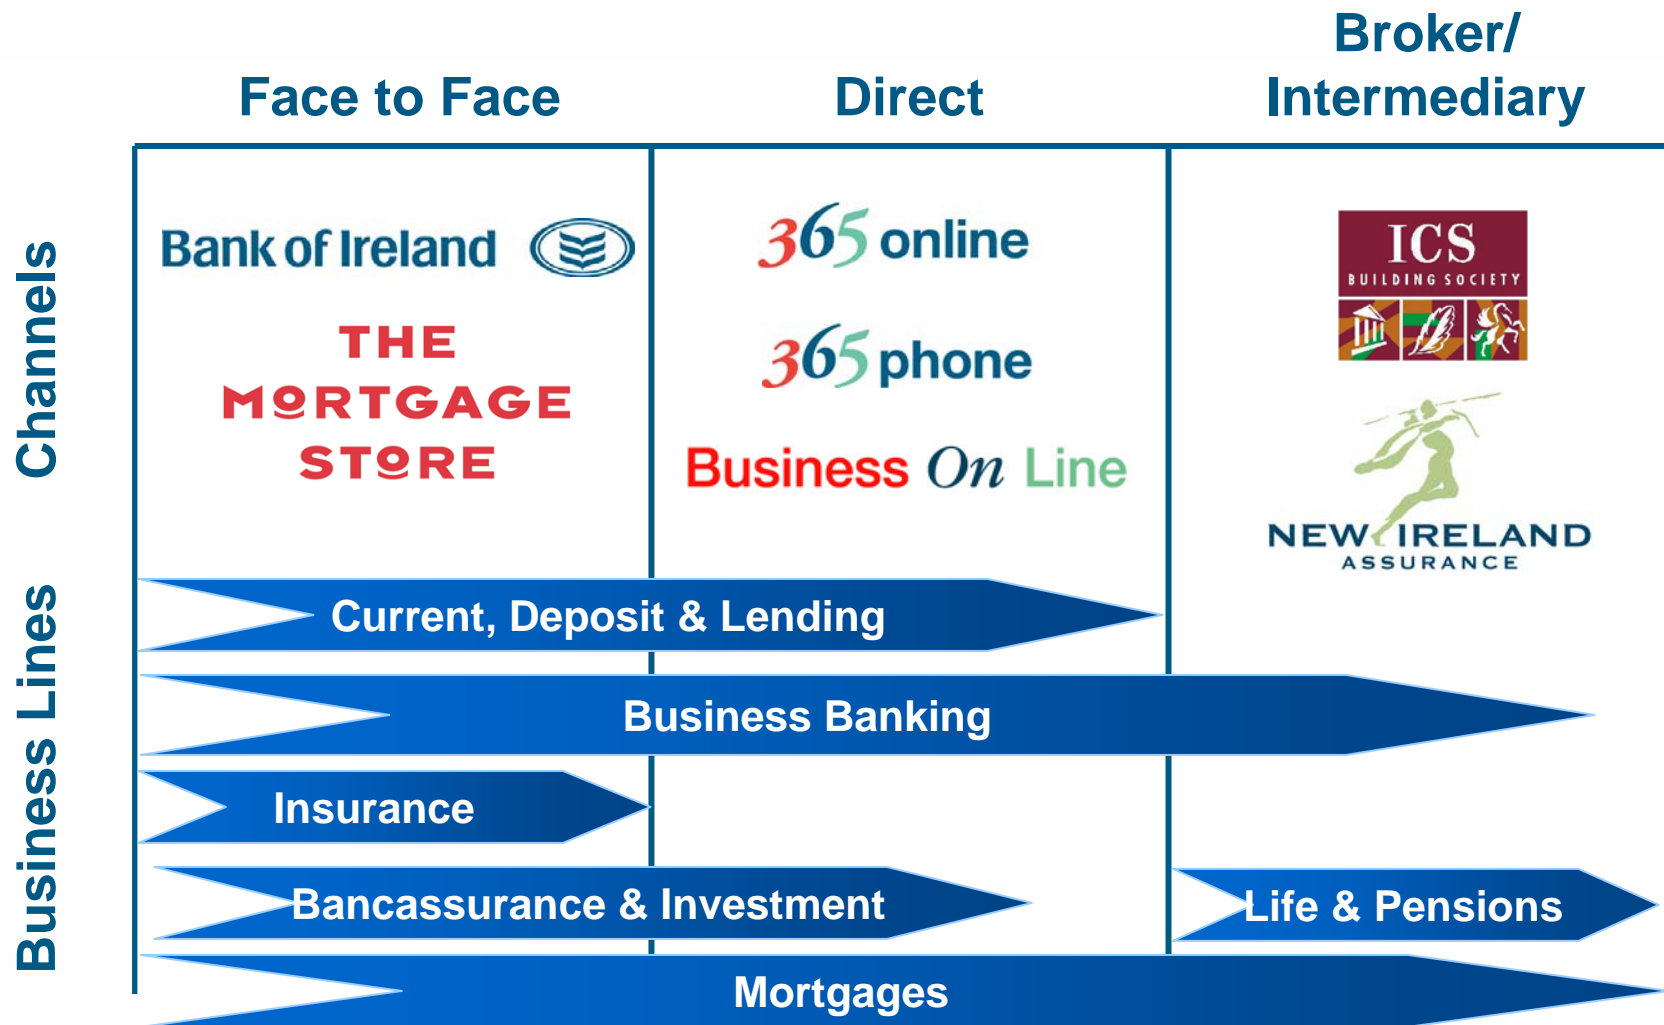 Broker/
Face to Face
Direct
Intermediary
Channels
Bank of Ireland
THE
MORTGAGE
STORE
365 online
365 phone
Business On Line
ICS
BUILDING SOCIETY
NEW IRELAND
ASSURANCE
Business Lines
Current, Deposit & Lending
Business Banking
Insurance
Bancassurance & Investment
Life & Pensions
Mortgages